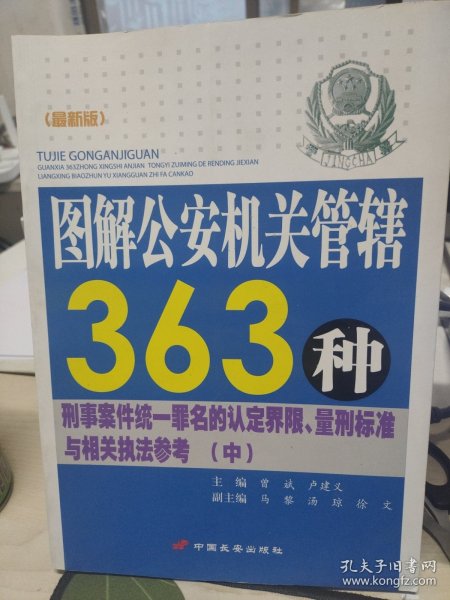 （最新版）
TUJIE GONGANJIGUAN
GUANXIA 363ZHONG XINGSHI ANJIAN TONGYI ZUIMING DE RENDING JIEXIAN
LIANGXING BIAOZHUN YU XIANGGUAN ZHI FA CANKAO
JINGCHA
图解公安机关管辖
363种
刑事案件统一罪名的认定界限、量刑标准
与相关执法参考（中）
主编 曾斌 卢建义
副主编 马黎 汤琼 徐文
中国长安出版社
孔夫子旧书网
www.kongfz.com